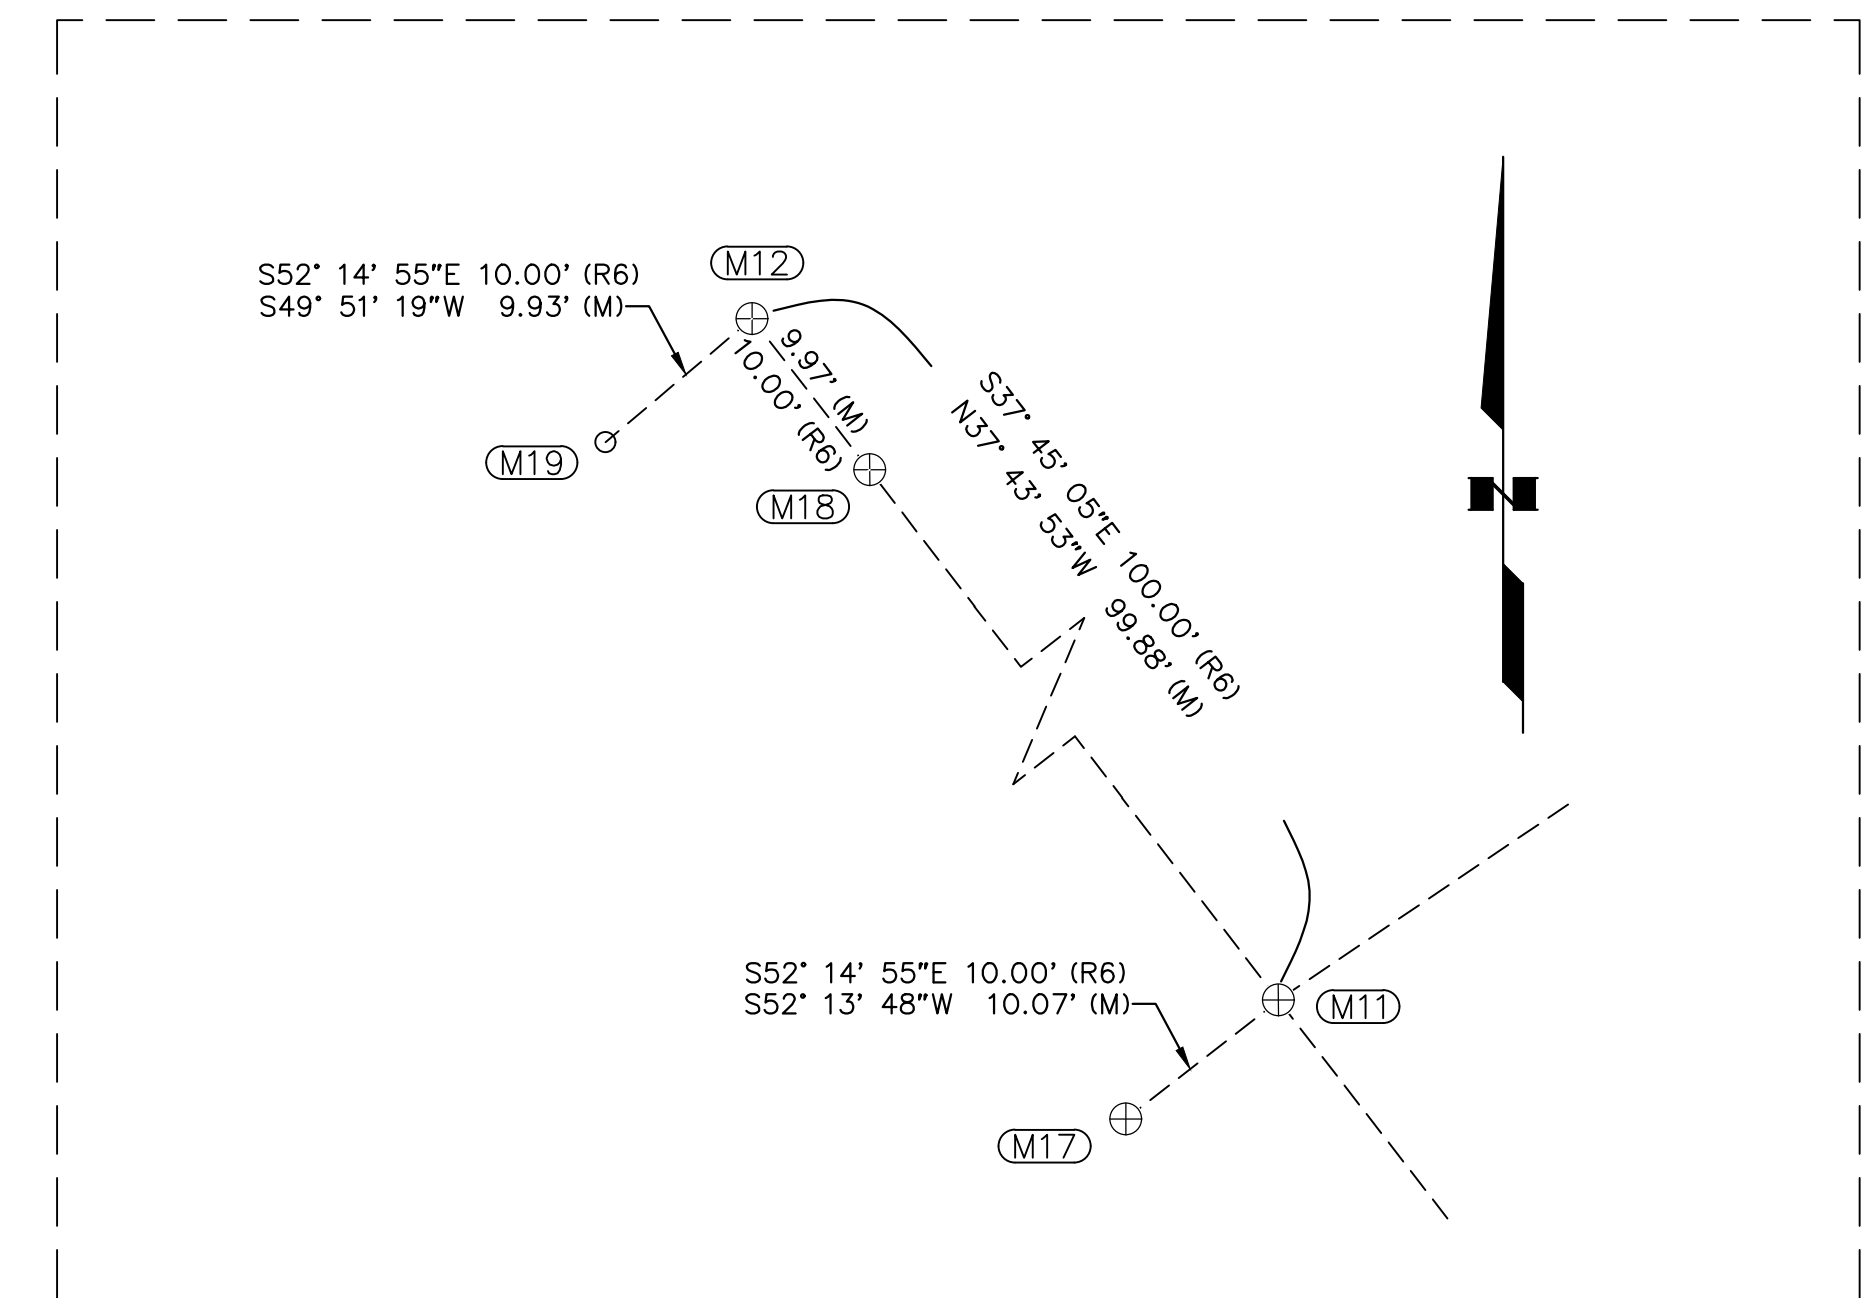 M12
S52° 14' 55"E 10.00' (R6)
S49° 51' 19"W 9.93' (M)
9.97' (M)
10.00' (R6)
M19
M18
S37° 45' 05"E 100.00' (R6)
N37° 43' 53"W 99.88' (M)
N
S52° 14' 55"E 10.00' (R6)
S52° 13' 48"W 10.07' (M)
M11
M17